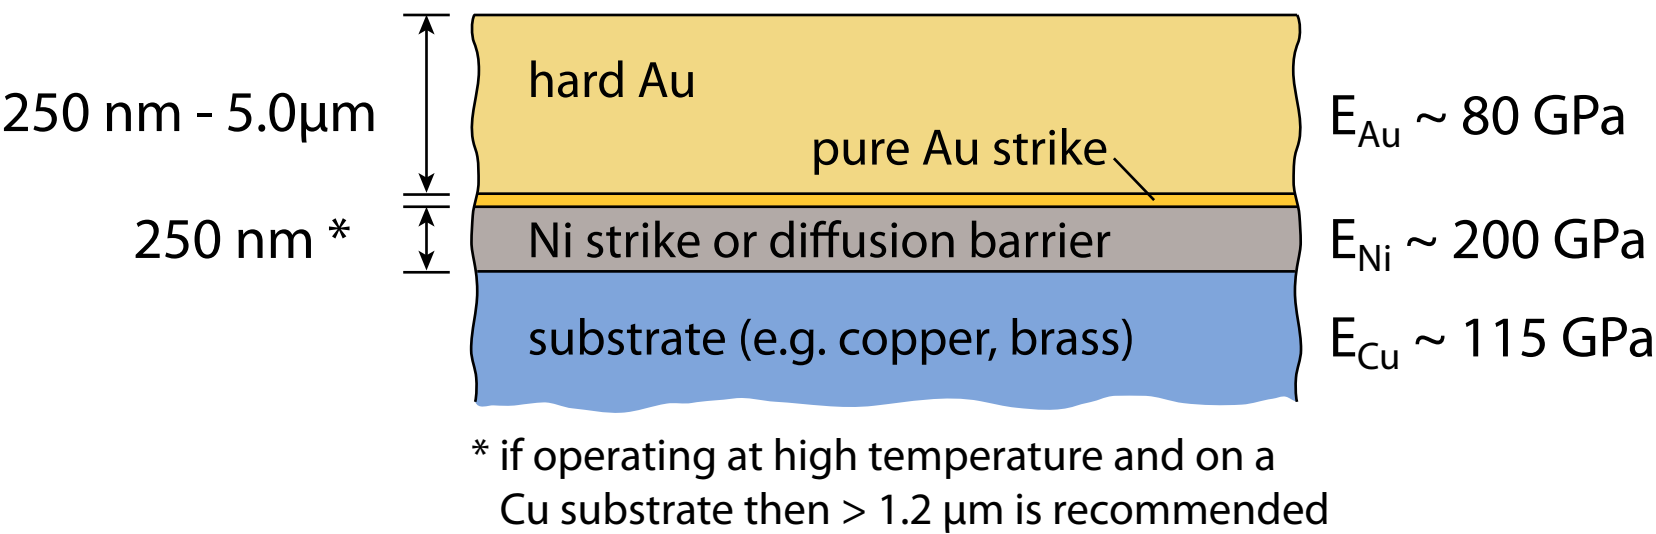 250 nm - 5.0µm
hard Au
pure Au strike
E_Au ~ 80 GPa
250 nm *
Ni strike or diffusion barrier
E_Ni ~ 200 GPa
substrate (e.g. copper, brass)
E_Cu ~ 115 GPa
* if operating at high temperature and on a
Cu substrate then > 1.2 µm is recommended